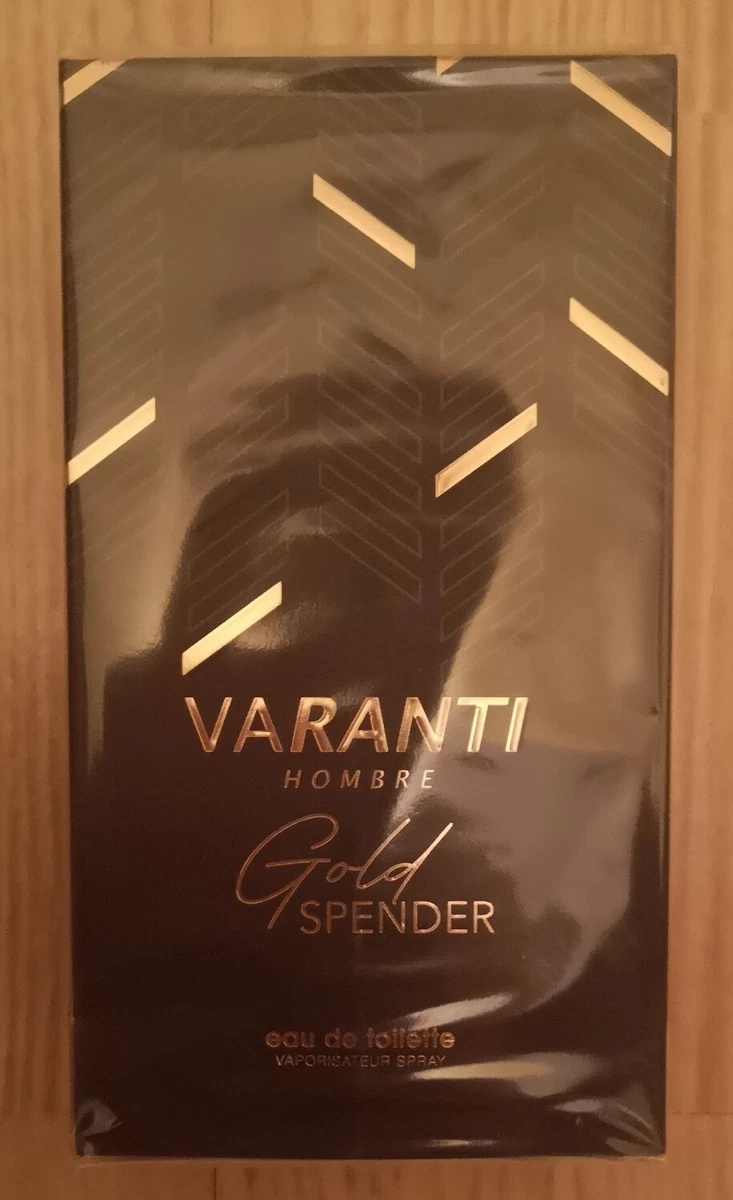 VARANTI
HOMBRE
Gold
SPENDER
eau de toilette
VAPORISATEUR SPRAY